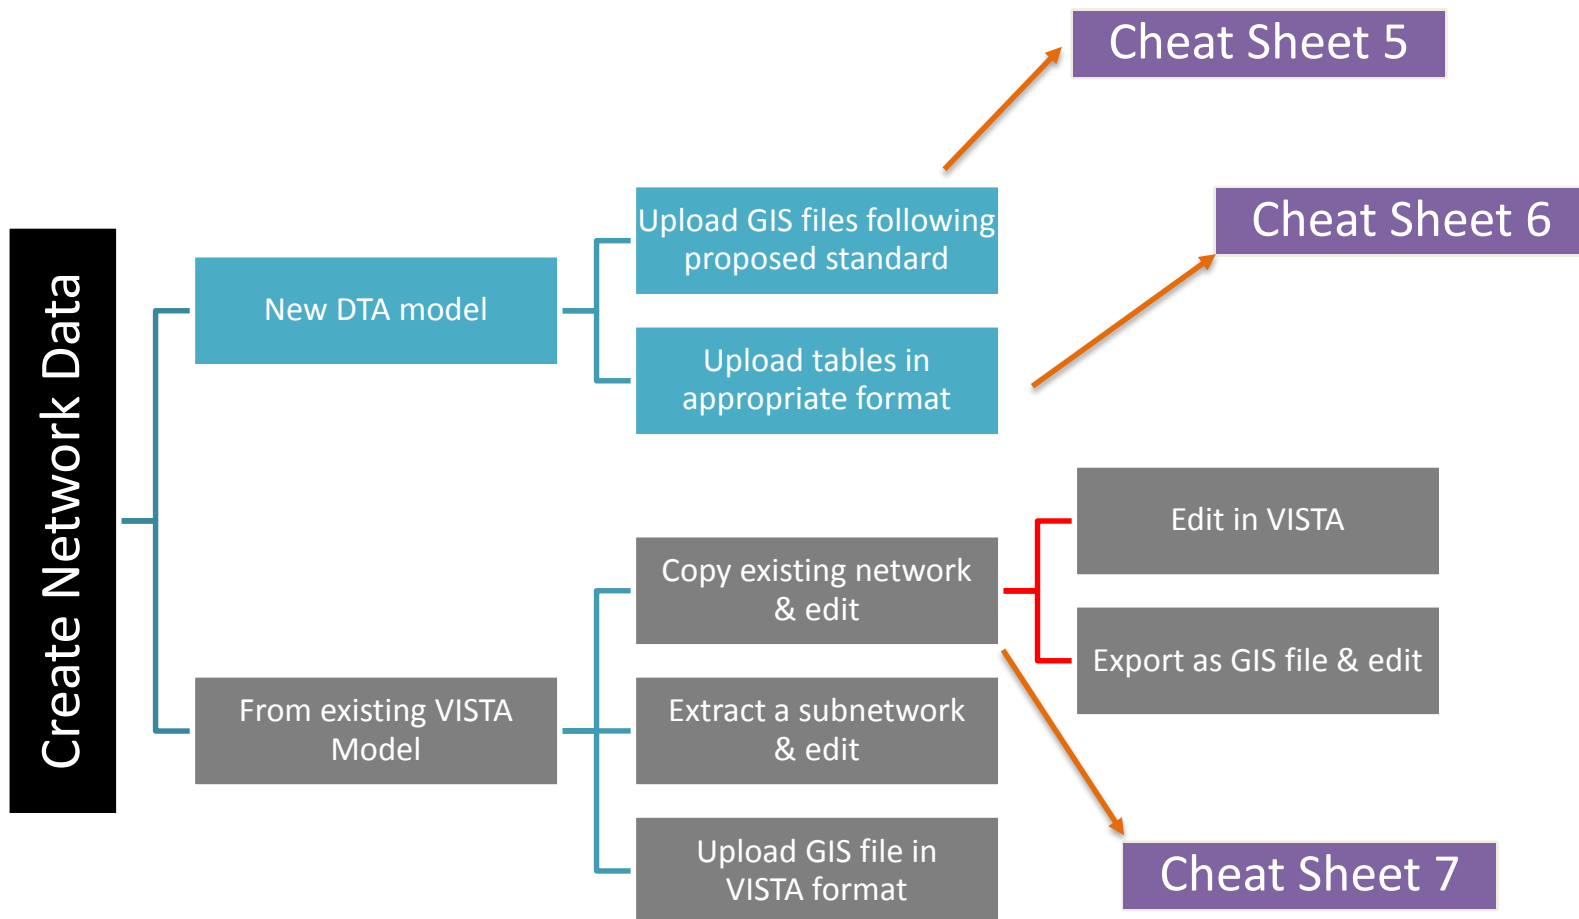 Create Network Data
New DTA model
Upload GIS files following
proposed standard
Cheat Sheet 5
Upload tables in
appropriate format
Cheat Sheet 6
From existing VISTA
Model
Copy existing network
& edit
Edit in VISTA
Export as GIS file & edit
Cheat Sheet 7
Extract a subnetwork
& edit
Upload GIS file in
VISTA format